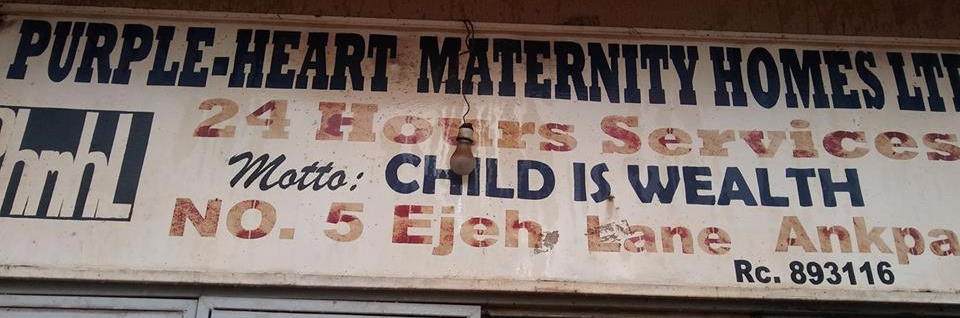 PURPLE-HEART MATERNITY HOMES LT
24 Hours Services
Phmhl
Motto: CHILD IS WEALTH
NO. 5 Ejeh Lane Ankpa
Rc. 893116